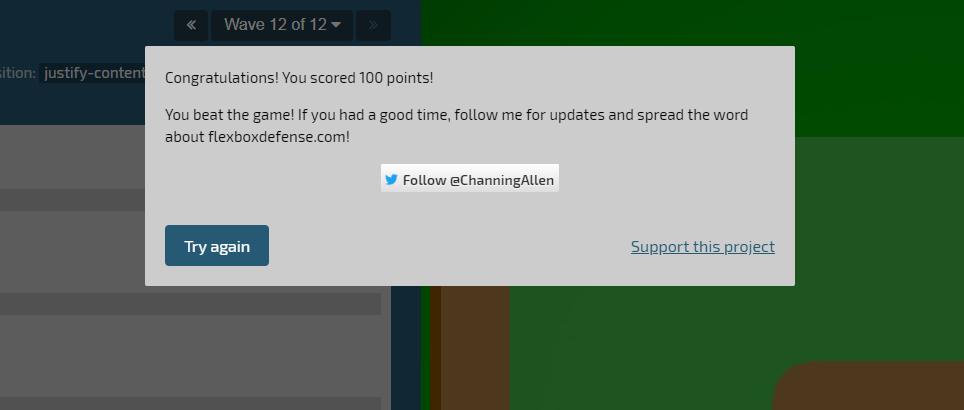 «
Wave 12 of 12
»
sition: justify-content
Congratulations! You scored 100 points!
You beat the game! If you had a good time, follow me for updates and spread the word
about flexboxdefense.com!
Follow @ChanningAllen
Try again
Support this project